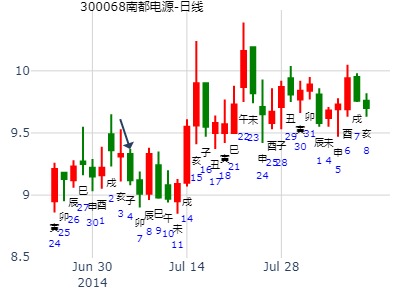 300068南都电源-日线
10
9.5
9
8.5
寅
24
卯
25
辰
26
巳
27
申
30
酉
1
戌
2
亥
3
子
4
卯
7
辰
8
巳
9
午
10
未
11
戌
14
亥
15
子
16
丑
17
寅
18
巳
21
午
22
未
23
申
24
酉
25
子
28
丑
29
寅
30
卯
31
辰
1
未
4
申
5
酉
6
戌
7
亥
8
Jun 30
2014
Jul 14
Jul 28